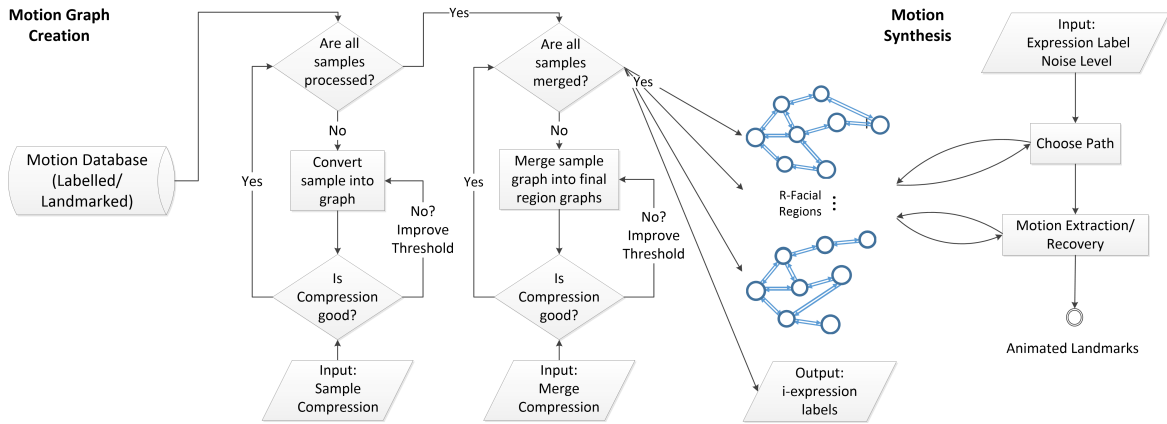 Motion Graph
Creation
Motion Database
(Labelled/
Landmarked)
Are all
samples
processed?
Yes
No
Convert
sample into
graph
Yes
No?
Improve
Threshold
Is
Compression
good?
Input:
Sample
Compression
Are all
samples
merged?
Yes
No
Merge sample
graph into final
region graphs
Yes
No?
Improve
Threshold
Is
Compression
good?
Input:
Merge
Compression
R-Facial
Regions
Output:
i-expression
labels
Motion
Synthesis
Input:
Expression Label
Noise Level
Choose Path
Motion Extraction/
Recovery
Animated Landmarks